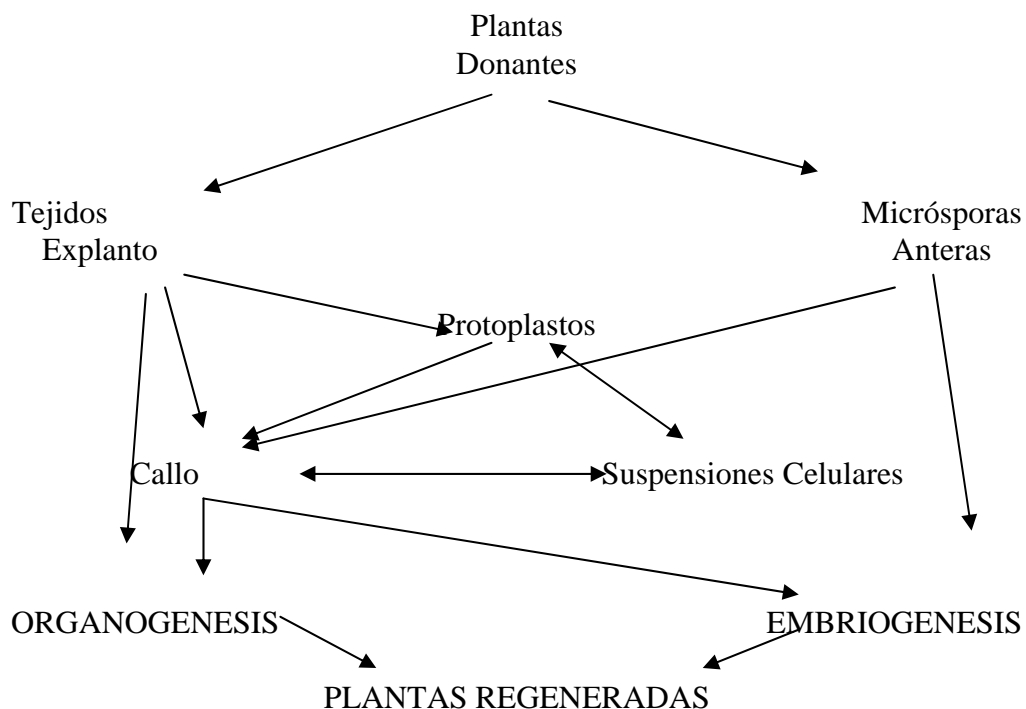 Plantas
Donantes
Tejidos
Explanto
Micrósporas
Anteras
Protoplastos
Callo
Suspensiones Celulares
ORGANOGENESIS
EMBRIOGENESIS
PLANTAS REGENERADAS